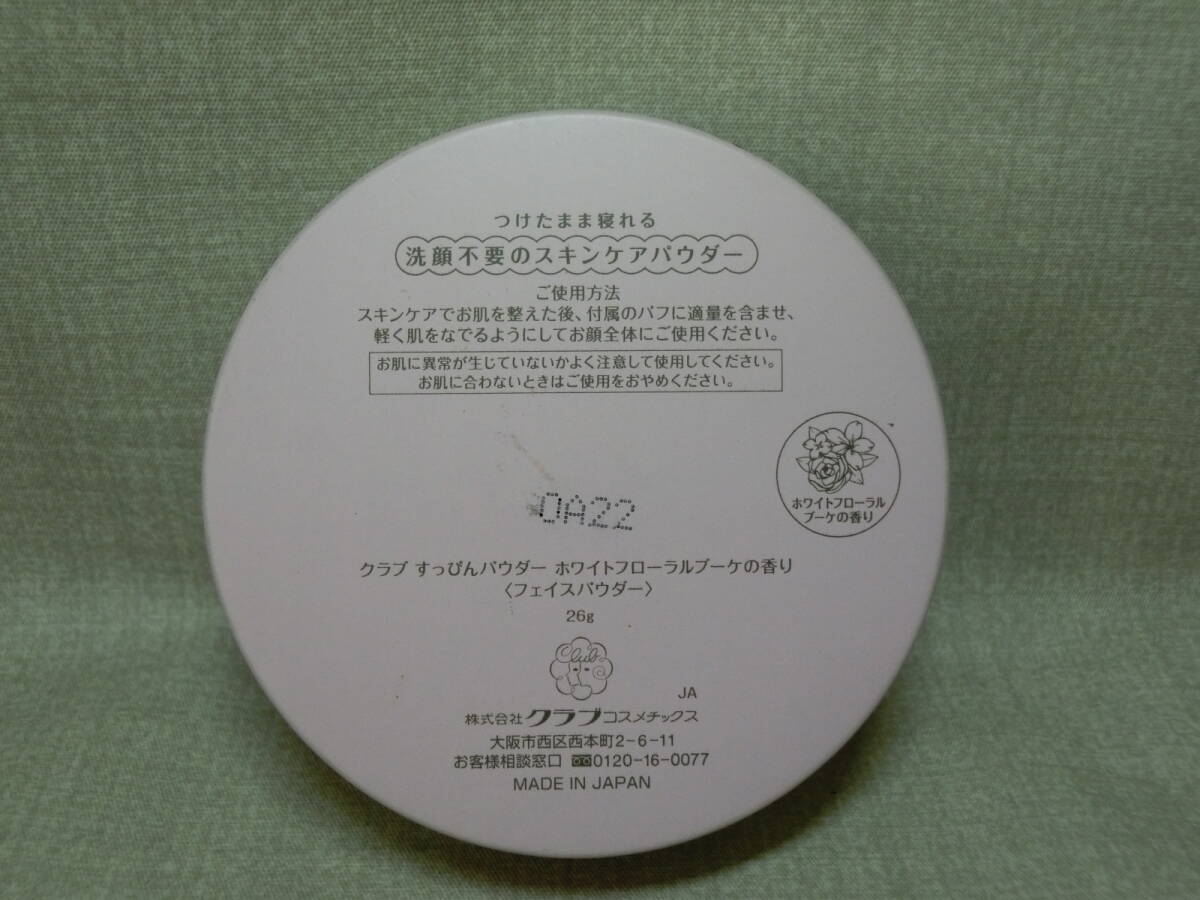 つけたまま寝れる
洗顔不要のスキンケアパウダー
ご使用方法
スキンケアでお肌を整えた後、付属のパフに適量を含ませ、
軽く肌をなでるようにしてお顔全体にご使用ください。
お肌に異常が生じていないかよく注意して使用してください。
お肌に合わないときはご使用をおやめください。
ホワイトフローラル
ブーケの香り
0A22
クラブ すっぴんパウダー ホワイトフローラルブーケの香り
〈フェイスパウダー〉
26g
Club
JA
株式会社 クラブコスメチックス
大阪市西区西本町2-6-11
お客様相談窓口 0120-16-0077
MADE IN JAPAN